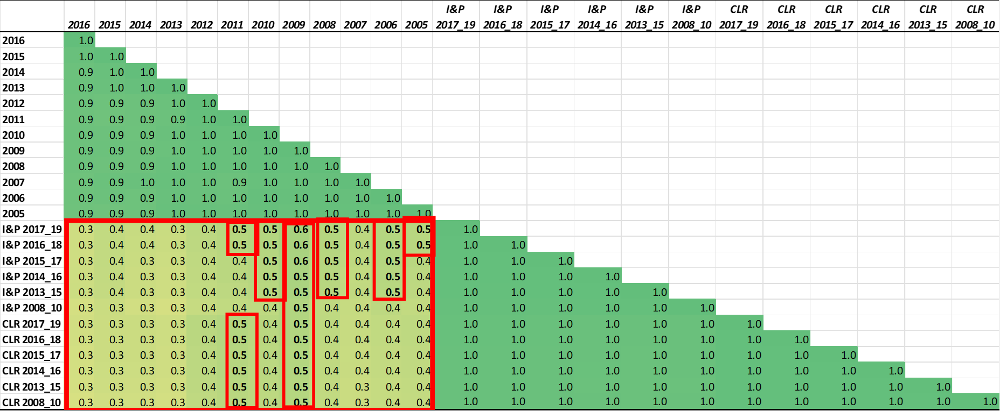 I&P I&P I&P I&P I&P I&P CLR CLR CLR CLR CLR CLR
2016 2015 2014 2013 2012 2011 2010 2009 2008 2007 2006 2005 2017_19 2016_18 2015_17 2014_16 2013_15 2008_10 2017_19 2016_18 2015_17 2014_16 2013_15 2008_10
2016 1.0
2015 1.0 1.0
2014 0.9 1.0 1.0
2013 0.9 1.0 1.0 1.0
2012 0.9 0.9 0.9 1.0 1.0
2011 0.9 0.9 0.9 0.9 1.0 1.0
2010 0.9 0.9 0.9 1.0 1.0 1.0 1.0
2009 0.9 0.9 0.9 1.0 1.0 1.0 1.0 1.0
2008 0.9 0.9 0.9 1.0 1.0 1.0 1.0 1.0 1.0
2007 0.9 0.9 1.0 1.0 1.0 0.9 1.0 1.0 1.0 1.0
2006 0.9 0.9 0.9 1.0 1.0 1.0 1.0 1.0 1.0 1.0 1.0
2005 0.9 0.9 0.9 1.0 1.0 1.0 1.0 1.0 1.0 1.0 1.0 1.0
I&P 2017_19 0.3 0.4 0.4 0.3 0.4 0.5 0.5 0.6 0.5 0.4 0.5 0.5 1.0
I&P 2016_18 0.3 0.4 0.4 0.3 0.4 0.5 0.5 0.6 0.5 0.4 0.5 0.5 1.0 1.0
I&P 2015_17 0.3 0.4 0.3 0.3 0.4 0.4 0.5 0.6 0.5 0.4 0.5 0.4 1.0 1.0 1.0
I&P 2014_16 0.3 0.4 0.3 0.3 0.4 0.4 0.5 0.5 0.5 0.4 0.5 0.4 1.0 1.0 1.0 1.0
I&P 2013_15 0.3 0.4 0.3 0.3 0.4 0.4 0.5 0.5 0.5 0.4 0.5 0.4 1.0 1.0 1.0 1.0 1.0
I&P 2008_10 0.3 0.3 0.3 0.3 0.4 0.4 0.4 0.5 0.4 0.4 0.4 0.4 1.0 1.0 1.0 1.0 1.0 1.0
CLR 2017_19 0.3 0.3 0.3 0.3 0.4 0.5 0.4 0.5 0.4 0.4 0.4 0.4 1.0 1.0 1.0 1.0 1.0 1.0 1.0
CLR 2016_18 0.3 0.3 0.3 0.3 0.4 0.5 0.4 0.5 0.4 0.4 0.4 0.4 1.0 1.0 1.0 1.0 1.0 1.0 1.0 1.0
CLR 2015_17 0.3 0.3 0.3 0.3 0.4 0.5 0.4 0.5 0.4 0.4 0.4 0.4 1.0 1.0 1.0 1.0 1.0 1.0 1.0 1.0 1.0
CLR 2014_16 0.3 0.3 0.3 0.3 0.4 0.5 0.4 0.5 0.4 0.4 0.4 0.4 1.0 1.0 1.0 1.0 1.0 1.0 1.0 1.0 1.0 1.0
CLR 2013_15 0.3 0.3 0.3 0.3 0.4 0.5 0.4 0.5 0.4 0.3 0.4 0.4 1.0 1.0 1.0 1.0 1.0 1.0 1.0 1.0 1.0 1.0 1.0
CLR 2008_10 0.3 0.3 0.3 0.3 0.4 0.5 0.4 0.5 0.4 0.3 0.4 0.4 1.0 1.0 1.0 1.0 1.0 1.0 1.0 1.0 1.0 1.0 1.0 1.0